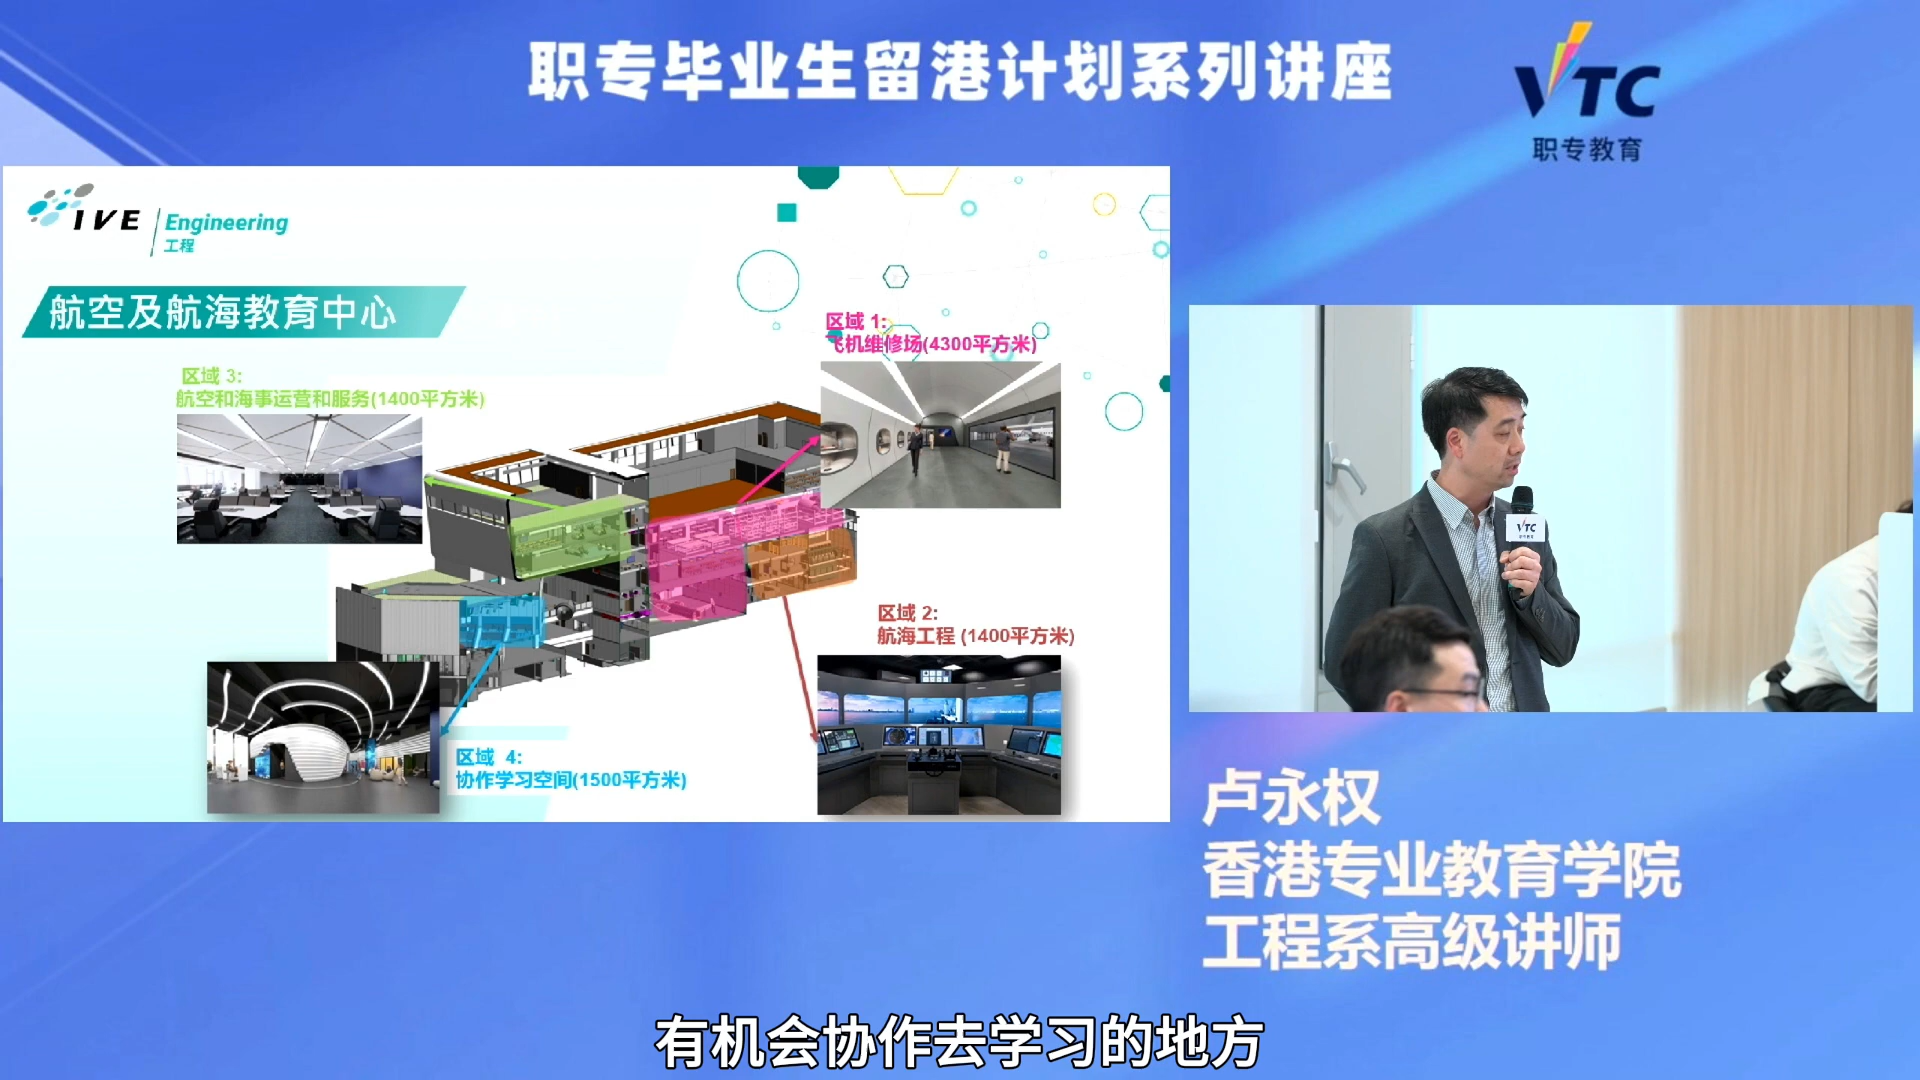 职专毕业生留港计划系列讲座
VTC
职专教育
IVE
Engineering
工程
航空及航海教育中心
区域 1:
飞机维修场(4300平方米)
区域 3:
航空和海事运营和服务(1400平方米)
区域 2:
航海工程 (1400平方米)
区域 4:
协作学习空间(1500平方米)
VTC
卢永权
香港专业教育学院
工程系高级讲师
有机会协作去学习的地方